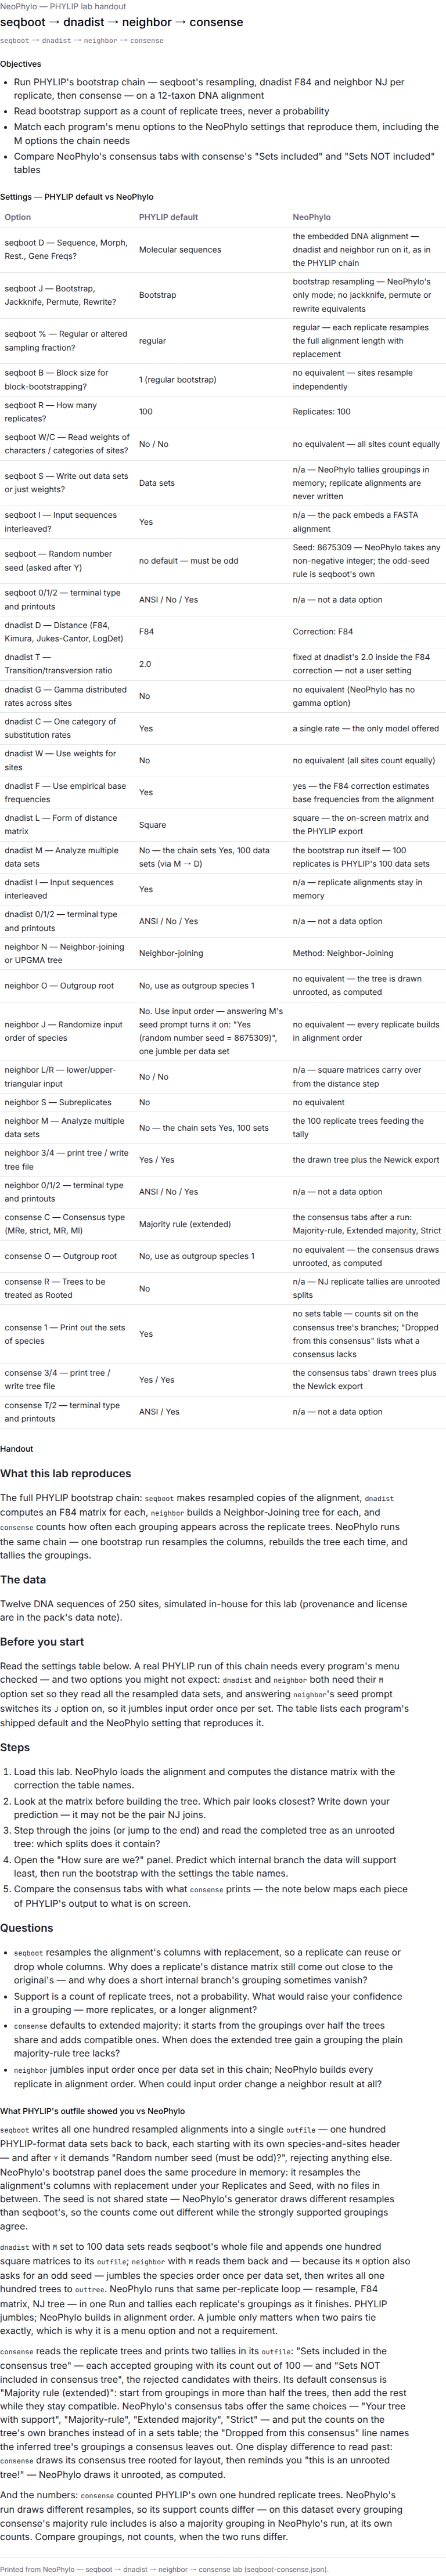 NeoPhylo — PHYLIP lab handout
seqboot → dnadist → neighbor → consense
seqboot → dnadist → neighbor → consense
Objectives
• Run PHYLIP's bootstrap chain — seqboot's resampling, dnadist F84 and neighbor NJ per
replicate, then consense — on a 12-taxon DNA alignment
• Read bootstrap support as a count of replicate trees, never a probability
• Match each program's menu options to the NeoPhylo settings that reproduce them, including the
M options the chain needs
• Compare NeoPhylo's consensus tabs with consense's "Sets included" and "Sets NOT included"
tables
Settings — PHYLIP default vs NeoPhylo
Option PHYLIP default NeoPhylo
seqboot D — Sequence, Morph,
Rest., Gene Freqs?
Molecular sequences
the embedded DNA alignment —
dnadist and neighbor run on it, as in
the PHYLIP chain
seqboot J — Bootstrap,
Jackknife, Permute, Rewrite?
Bootstrap
bootstrap resampling — NeoPhylo's
only mode; no jackknife, permute or
rewrite equivalents
seqboot % — Regular or altered
sampling fraction?
regular
regular — each replicate resamples
the full alignment length with
replacement
seqboot B — Block size for
block-bootstrapping?
1 (regular bootstrap)
no equivalent — sites resample
independently
seqboot R — How many
replicates?
100
Replicates: 100
seqboot W/C — Read weights of
characters / categories of sites?
No / No
no equivalent — all sites count equally
seqboot S — Write out data sets
or just weights?
Data sets
n/a — NeoPhylo tallies groupings in
memory; replicate alignments are
never written
seqboot I — Input sequences
interleaved?
Yes
n/a — the pack embeds a FASTA
alignment
seqboot — Random number
seed (asked after Y)
no default — must be odd
Seed: 8675309 — NeoPhylo takes any
non-negative integer; the odd-seed
rule is seqboot's own
seqboot 0/1/2 — terminal type
and printouts
ANSI / No / Yes
n/a — not a data option
dnadist D — Distance (F84,
Kimura, Jukes-Cantor, LogDet)
F84
Correction: F84
dnadist T —
Transition/transversion ratio
2.0
fixed at dnadist's 2.0 inside the F84
correction — not a user setting
dnadist G — Gamma distributed
rates across sites
No
no equivalent (NeoPhylo has no
gamma option)
dnadist C — One category of
substitution rates
Yes
a single rate — the only model offered
dnadist W — Use weights for
sites
No
no equivalent (all sites count equally)
dnadist F — Use empirical base
frequencies
Yes
yes — the F84 correction estimates
base frequencies from the alignment
dnadist L — Form of distance
matrix
Square
square — the on-screen matrix and
the PHYLIP export
dnadist M — Analyze multiple
data sets
No — the chain sets Yes, 100 data
sets (via M → D)
the bootstrap run itself — 100
replicates is PHYLIP's 100 data sets
dnadist I — Input sequences
interleaved
Yes
n/a — replicate alignments stay in
memory
dnadist 0/1/2 — terminal type
and printouts
ANSI / No / Yes
n/a — not a data option
neighbor N — Neighbor-joining
or UPGMA tree
Neighbor-joining
Method: Neighbor-Joining
neighbor O — Outgroup root
No, use as outgroup species 1
no equivalent — the tree is drawn
unrooted, as computed
neighbor J — Randomize input
order of species
No. Use input order — answering M's
seed prompt turns it on: "Yes
(random number seed = 8675309)",
one jumble per data set
no equivalent — every replicate builds
in alignment order
neighbor L/R — lower/upper-
triangular input
No / No
n/a — square matrices carry over
from the distance step
neighbor S — Subreplicates
No
no equivalent
neighbor M — Analyze multiple
data sets
No — the chain sets Yes, 100 sets
the 100 replicate trees feeding the
tally
neighbor 3/4 — print tree / write
tree file
Yes / Yes
the drawn tree plus the Newick export
neighbor 0/1/2 — terminal type
and printouts
ANSI / No / Yes
n/a — not a data option
consense C — Consensus type
(MRe, strict, MR, Ml)
Majority rule (extended)
the consensus tabs after a run:
Majority-rule, Extended majority, Strict
consense O — Outgroup root
No, use as outgroup species 1
no equivalent — the consensus draws
unrooted, as computed
consense R — Trees to be
treated as Rooted
No
n/a — NJ replicate tallies are unrooted
splits
consense 1 — Print out the sets
of species
Yes
no sets table — counts sit on the
consensus tree's branches; "Dropped
from this consensus" lists what a
consensus lacks
consense 3/4 — print tree /
write tree file
Yes / Yes
the consensus tabs' drawn trees plus
the Newick export
consense T/2 — terminal type
and printouts
ANSI / Yes
n/a — not a data option
Handout
What this lab reproduces
The full PHYLIP bootstrap chain: seqboot makes resampled copies of the alignment, dnadist
computes an F84 matrix for each, neighbor builds a Neighbor-Joining tree for each, and
consense counts how often each grouping appears across the replicate trees. NeoPhylo runs
the same chain — one bootstrap run resamples the columns, rebuilds the tree each time, and
tallies the groupings.
The data
Twelve DNA sequences of 250 sites, simulated in-house for this lab (provenance and license
are in the pack's data note).
Before you start
Read the settings table below. A real PHYLIP run of this chain needs every program's menu
checked — and two options you might not expect: dnadist and neighbor both need their M
option set so they read all the resampled data sets, and answering neighbor's seed prompt
switches its J option on, so it jumbles input order once per set. The table lists each program's
shipped default and the NeoPhylo setting that reproduces it.
Steps
1. Load this lab. NeoPhylo loads the alignment and computes the distance matrix with the
correction the table names.
2. Look at the matrix before building the tree. Which pair looks closest? Write down your
prediction — it may not be the pair NJ joins.
3. Step through the joins (or jump to the end) and read the completed tree as an unrooted
tree: which splits does it contain?
4. Open the "How sure are we?" panel. Predict which internal branch the data will support
least, then run the bootstrap with the settings the table names.
5. Compare the consensus tabs with what consense prints — the note below maps each piece
of PHYLIP's output to what is on screen.
Questions
• seqboot resamples the alignment's columns with replacement, so a replicate can reuse or
drop whole columns. Why does a replicate's distance matrix still come out close to the
original's — and why does a short internal branch's grouping sometimes vanish?
• Support is a count of replicate trees, not a probability. What would raise your confidence
in a grouping — more replicates, or a longer alignment?
• consense defaults to extended majority: it starts from the groupings over half the trees
share and adds compatible ones. When does the extended tree gain a grouping the plain
majority-rule tree lacks?
• neighbor jumbles input order once per data set in this chain; NeoPhylo builds every
replicate in alignment order. When could input order change a neighbor result at all?
What PHYLIP's outfile showed you vs NeoPhylo
seqboot writes all one hundred resampled alignments into a single outfile — one hundred
PHYLIP-format data sets back to back, each starting with its own species-and-sites header
— and after Y it demands "Random number seed (must be odd)?", rejecting anything else.
NeoPhylo's bootstrap panel does the same procedure in memory: it resamples the
alignment's columns with replacement under your Replicates and Seed, with no files in
between. The seed is not shared state — NeoPhylo's generator draws different resamples
than seqboot's, so the counts come out different while the strongly supported groupings
agree.
dnadist with M set to 100 data sets reads seqboot's whole file and appends one hundred
square matrices to its outfile; neighbor with M reads them back and — because its M option also
asks for an odd seed — jumbles the species order once per data set, then writes all one
hundred trees to outtree. NeoPhylo runs that same per-replicate loop — resample, F84
matrix, NJ tree — in one Run and tallies each replicate's groupings as it finishes. PHYLIP
jumbles; NeoPhylo builds in alignment order. A jumble only matters when two pairs tie
exactly, which is why it is a menu option and not a requirement.
consense reads the replicate trees and prints two tallies in its outfile: "Sets included in the
consensus tree" — each accepted grouping with its count out of 100 — and "Sets NOT
included in consensus tree", the rejected candidates with theirs. Its default consensus is
"Majority rule (extended)": start from groupings in more than half the trees, then add the rest
while they stay compatible. NeoPhylo's consensus tabs offer the same choices — "Your tree
with support", "Majority-rule", "Extended majority", "Strict" — and put the counts on the
tree's own branches instead of in a sets table; the "Dropped from this consensus" line names
the inferred tree's groupings a consensus leaves out. One display difference to read past:
consense draws its consensus tree rooted for layout, then reminds you "this is an unrooted
tree!" — NeoPhylo draws it unrooted, as computed.
And the numbers: consense counted PHYLIP's own one hundred replicate trees. NeoPhylo's
run draws different resamples, so its support counts differ — on this dataset every grouping
consense's majority rule includes is also a majority grouping in NeoPhylo's run, at its own
counts. Compare groupings, not counts, when the two runs differ.
Printed from NeoPhylo — seqboot → dnadist → neighbor → consense lab (seqboot-consense.json).